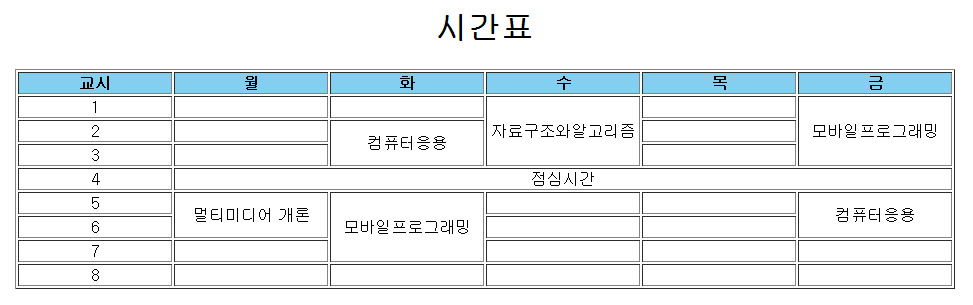 시간표
교시 월 화 수 목 금
1 자료구조와알고리즘 모바일프로그래밍
2 컴퓨터응용
3
4 점심시간
5 멀티미디어 개론 모바일프로그래밍 컴퓨터응용
6
7
8